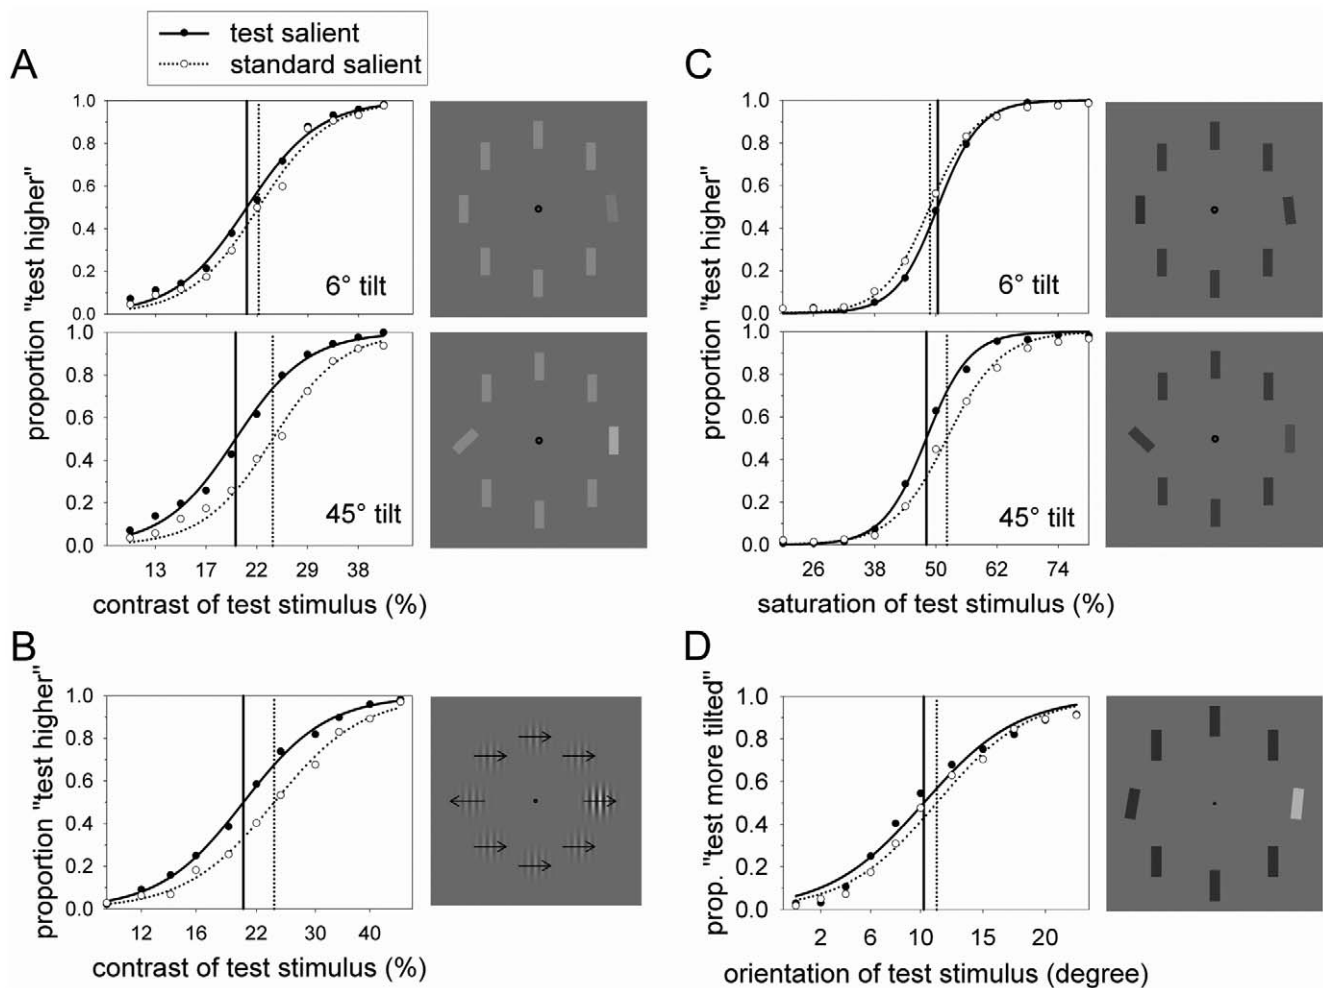 test salient
standard salient
A
proportion "test higher"
1.0
0.8
0.6
0.4
0.2
0.0
6° tilt
1.0
0.8
0.6
0.4
0.2
0.0
45° tilt
13 17 22 29 38
contrast of test stimulus (%)
C
proportion "test higher"
1.0
0.8
0.6
0.4
0.2
0.0
6° tilt
1.0
0.8
0.6
0.4
0.2
0.0
45° tilt
26 38 50 62 74
saturation of test stimulus (%)
B
proportion "test higher"
1.0
0.8
0.6
0.4
0.2
0.0
12 16 22 30 40
contrast of test stimulus (%)
D
prop. "test more tilted"
1.0
0.8
0.6
0.4
0.2
0.0
2 6 10 15 20
orientation of test stimulus (degree)